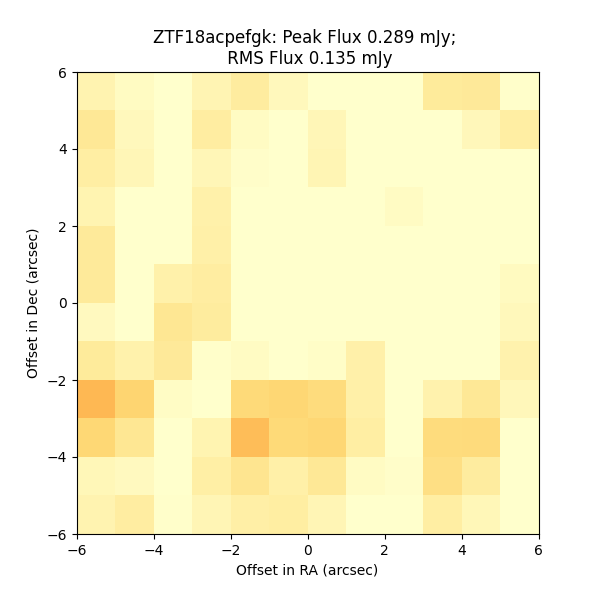 ZTF18acpefgk: Peak Flux 0.289 mJy;
RMS Flux 0.135 mJy
6
4
2
0
−2
−4
−6
Offset in Dec (arcsec)
−6 −4 −2 0 2 4 6
Offset in RA (arcsec)